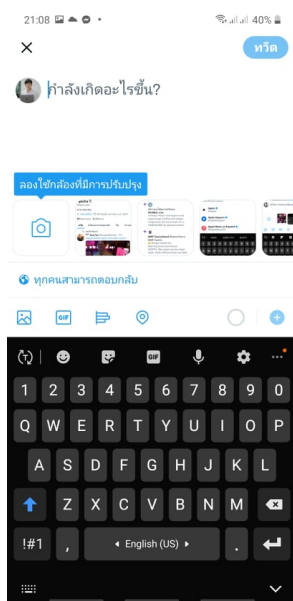 21:08
40%
ทวีต
กำลังเกิดอะไรขึ้น?
ลองใช้กล้องที่มีการปรับปรุง
ทุกคนสามารถตอบกลับ
GIF
GIF
1 2 3 4 5 6 7 8 9 0
Q W E R T Y U I O P
A S D F G H J K L
Z X C V B N M
!#1 , English (US) .